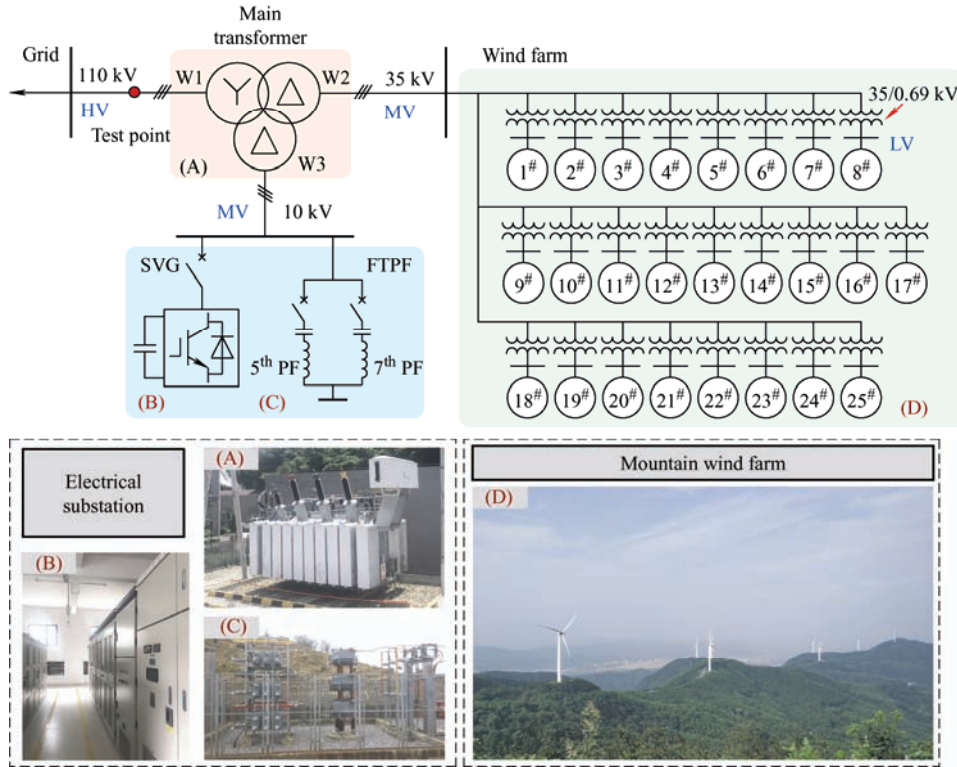 Main
transformer
Grid
Wind farm
110 kV
W1
W2
35 kV
35/0.69 kV
HV
MV
LV
Test point
(A)
W3
1# 2# 3# 4# 5# 6# 7# 8#
MV
10 kV
SVG
FTPF
9# 10# 11# 12# 13# 14# 15# 16# 17#
5th PF
7th PF
(B)
(C)
18# 19# 20# 21# 22# 23# 24# 25#
(D)
Electrical
substation
(A)
(B)
(C)
Mountain wind farm
(D)